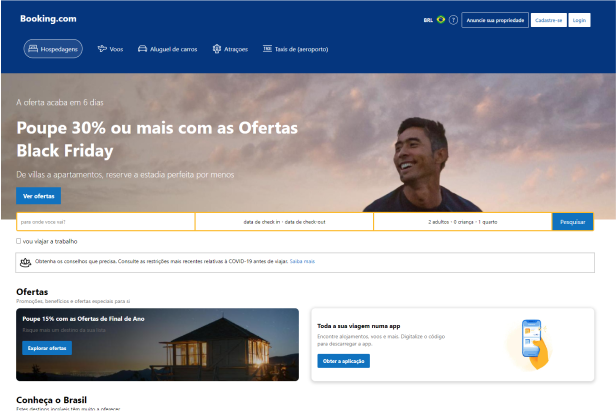 Booking.com
BRL
?
Anuncie sua propriedade
Cadastre-se
Login
Hospedagens
Voos
Aluguel de carros
Atraçoes
Taxis de (aeroporto)
A oferta acaba em 6 dias
Poupe 30% ou mais com as Ofertas
Black Friday
De villas a apartamentos, reserve a estadia perfeita por menos
Ver ofertas
para onde voce vai?
data de check in - data de check-out
2 adultos - 0 criança - 1 quarto
Pesquisar
vou viajar a trabalho
Obtenha os conselhos que precisa. Consulte as restrições mais recentes relativas à COVID-19 antes de viajar. Saiba mais
Ofertas
Promoções, benefícios e ofertas especiais para si
Poupe 15% com as Ofertas de Final de Ano
Risque mais um destino da sua lista
Explorar ofertas
Toda a sua viagem numa app
Encontre alojamentos, voos e mais. Digitalize o código
para descarregar a app.
Obter a aplicação
Conheça o Brasil
Estes destinos incríveis têm muito a oferecer